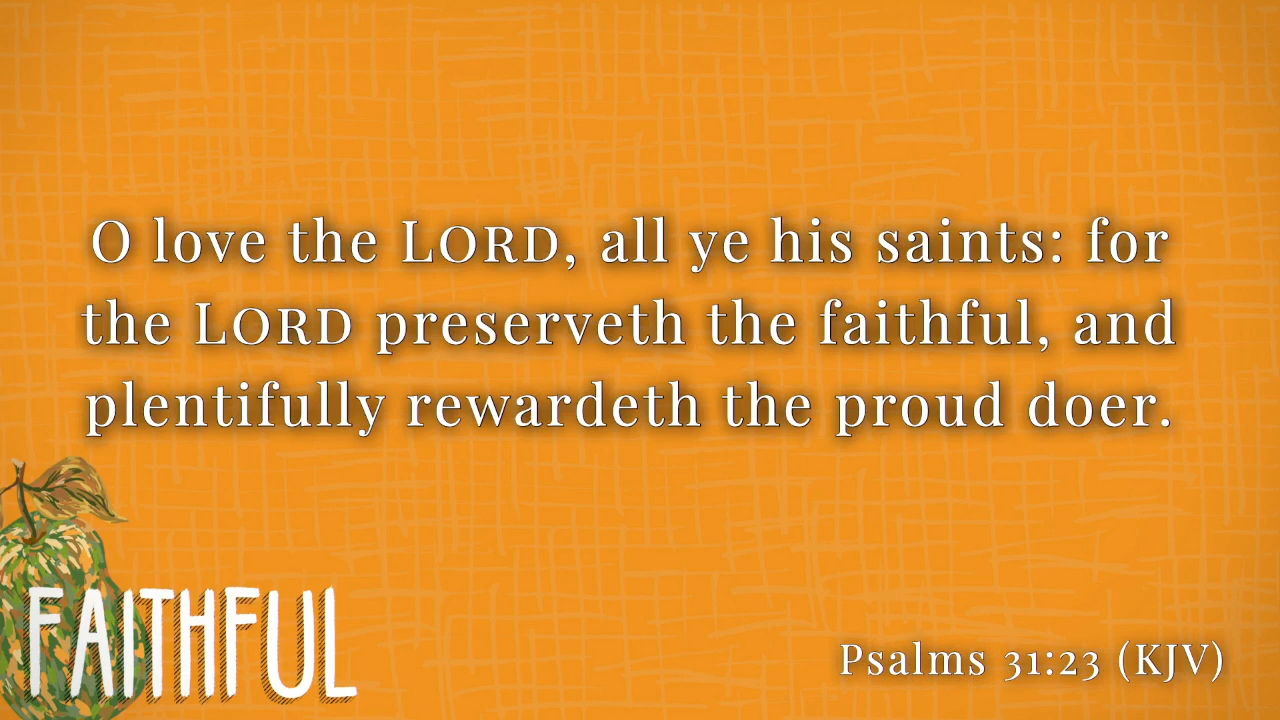 O love the LORD, all ye his saints: for
the LORD preserveth the faithful, and
plentifully rewardeth the proud doer.
FAITHFUL
Psalms 31:23 (KJV)